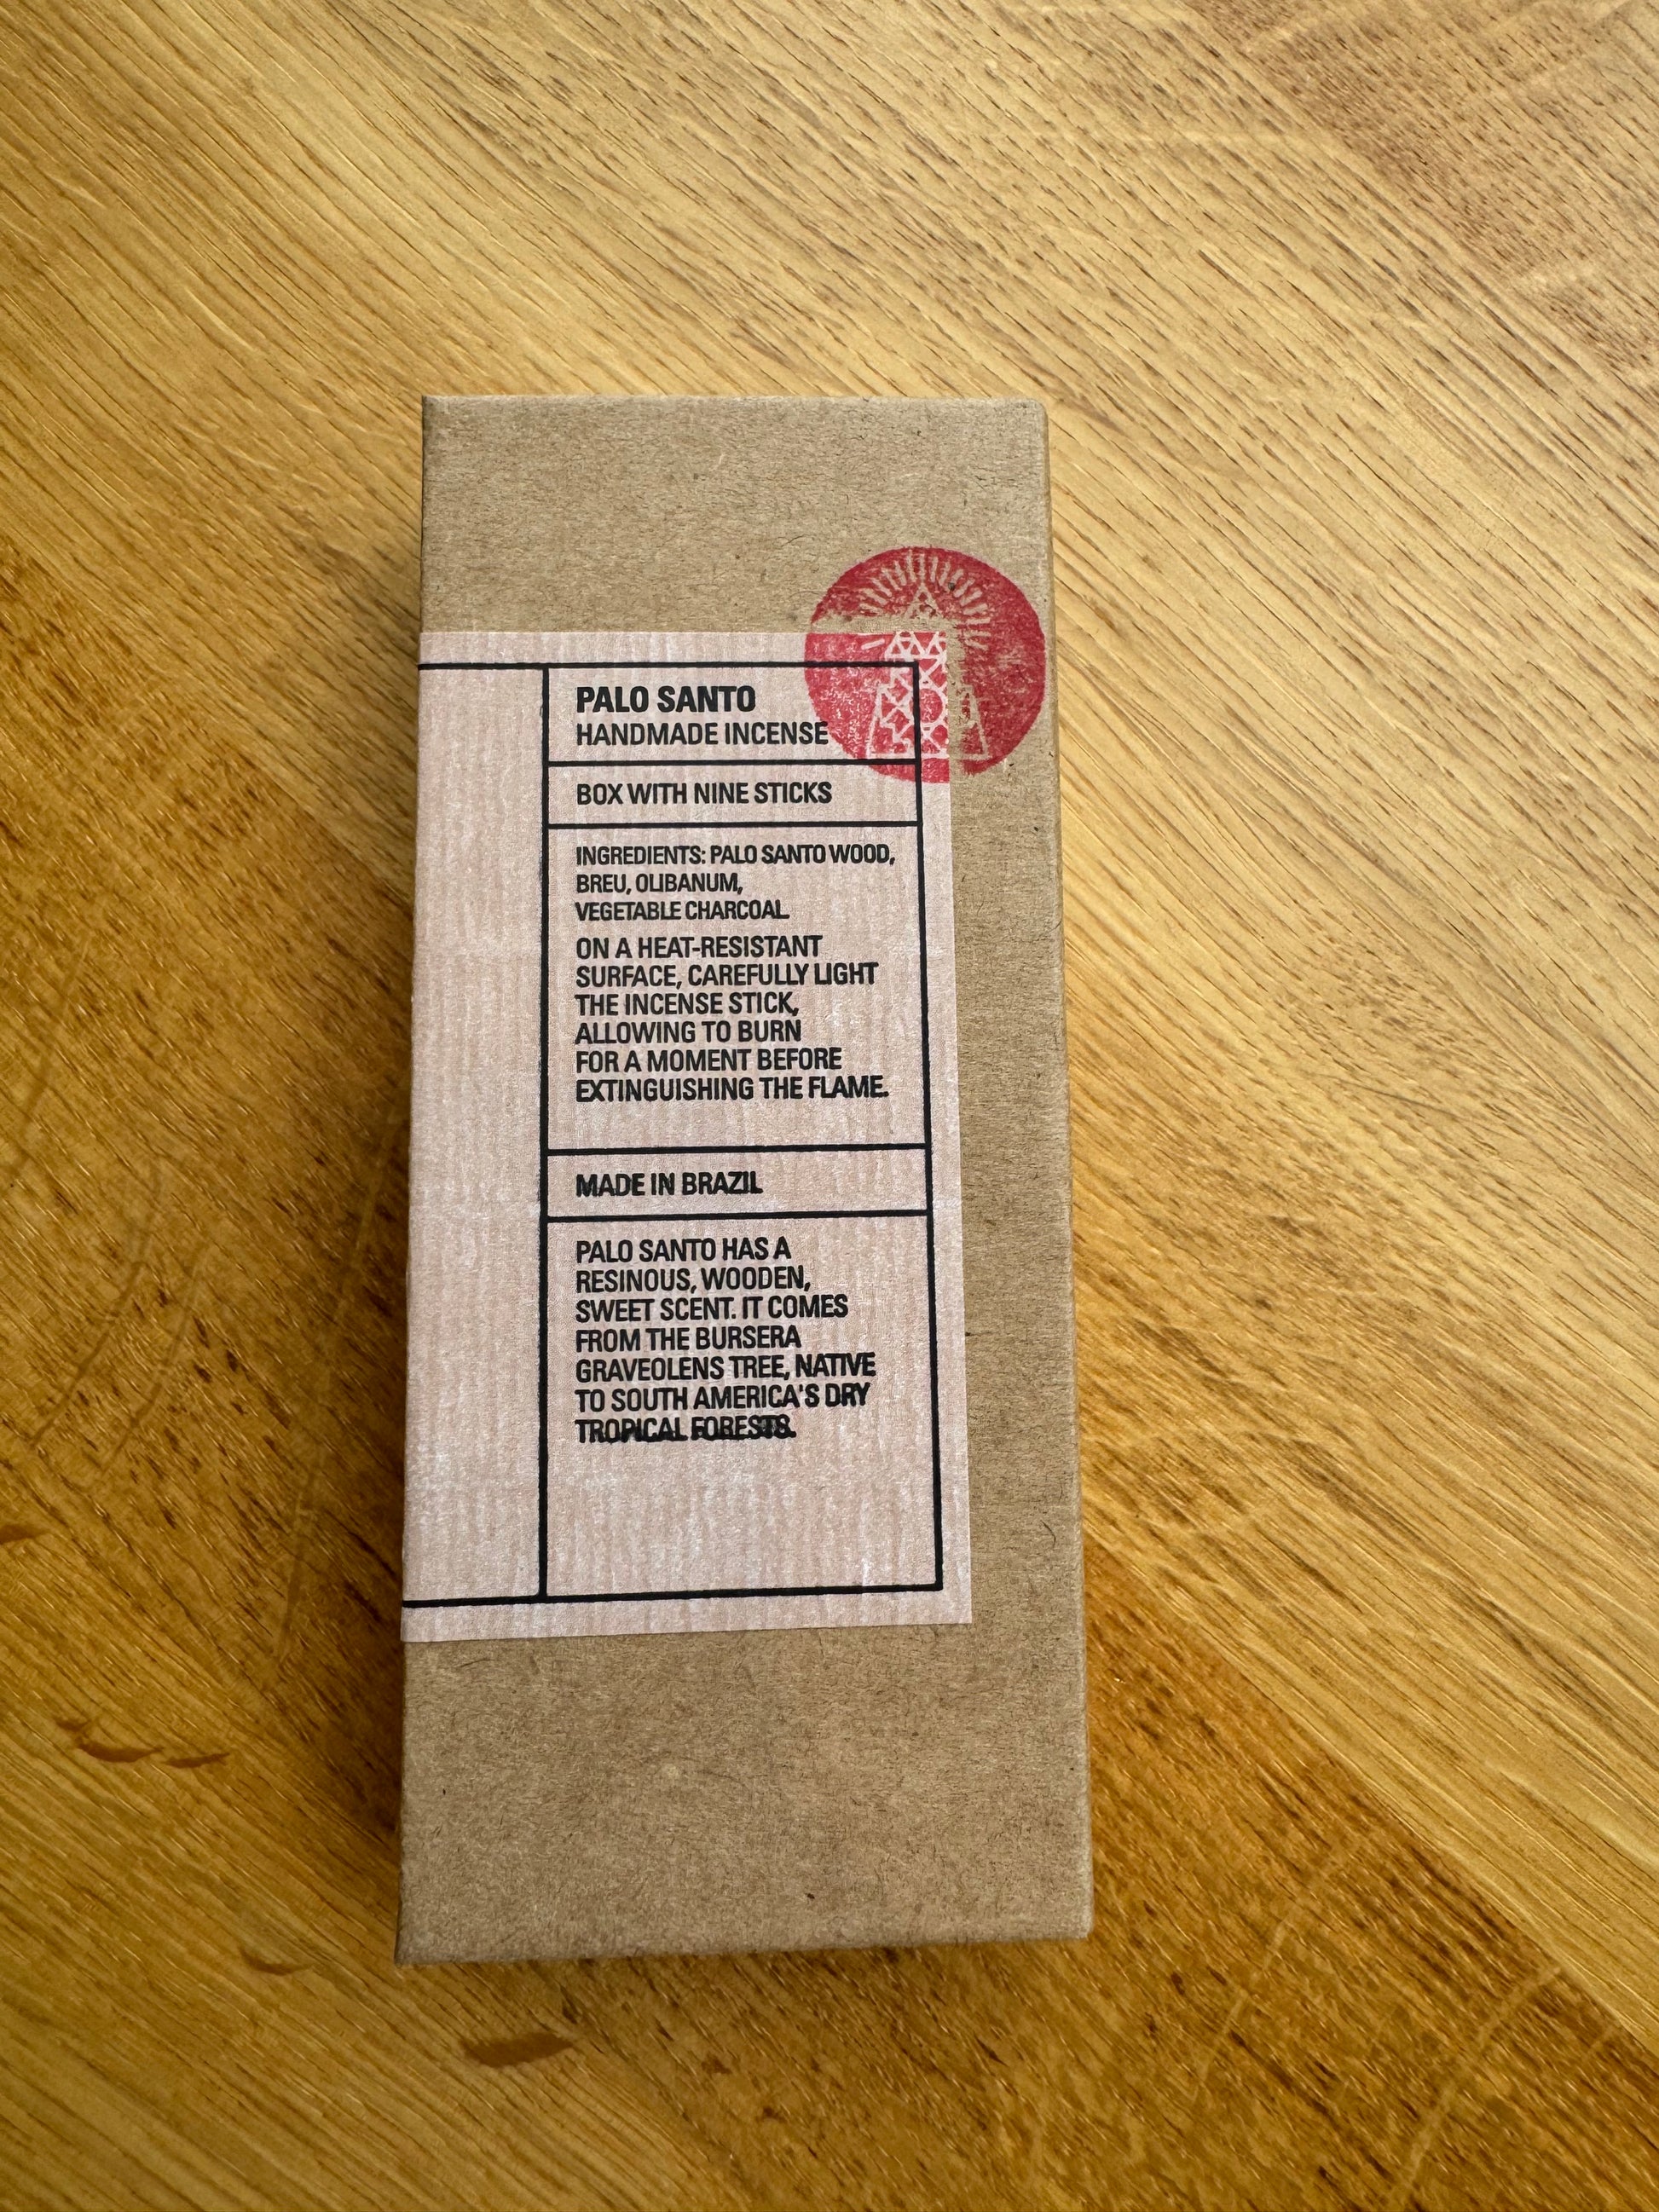 PALO SANTO
HANDMADE INCENSE
BOX WITH NINE STICKS
INGREDIENTS: PALO SANTO WOOD,
BREU, OLIBANUM,
VEGETABLE CHARCOAL.
ON A HEAT-RESISTANT
SURFACE, CAREFULLY LIGHT
THE INCENSE STICK,
ALLOWING TO BURN
FOR A MOMENT BEFORE
EXTINGUISHING THE FLAME.
MADE IN BRAZIL
PALO SANTO HAS A
RESINOUS, WOODEN,
SWEET SCENT. IT COMES
FROM THE BURSERA
GRAVEOLENS TREE, NATIVE
TO SOUTH AMERICA'S DRY
TROPICAL FORESTS.